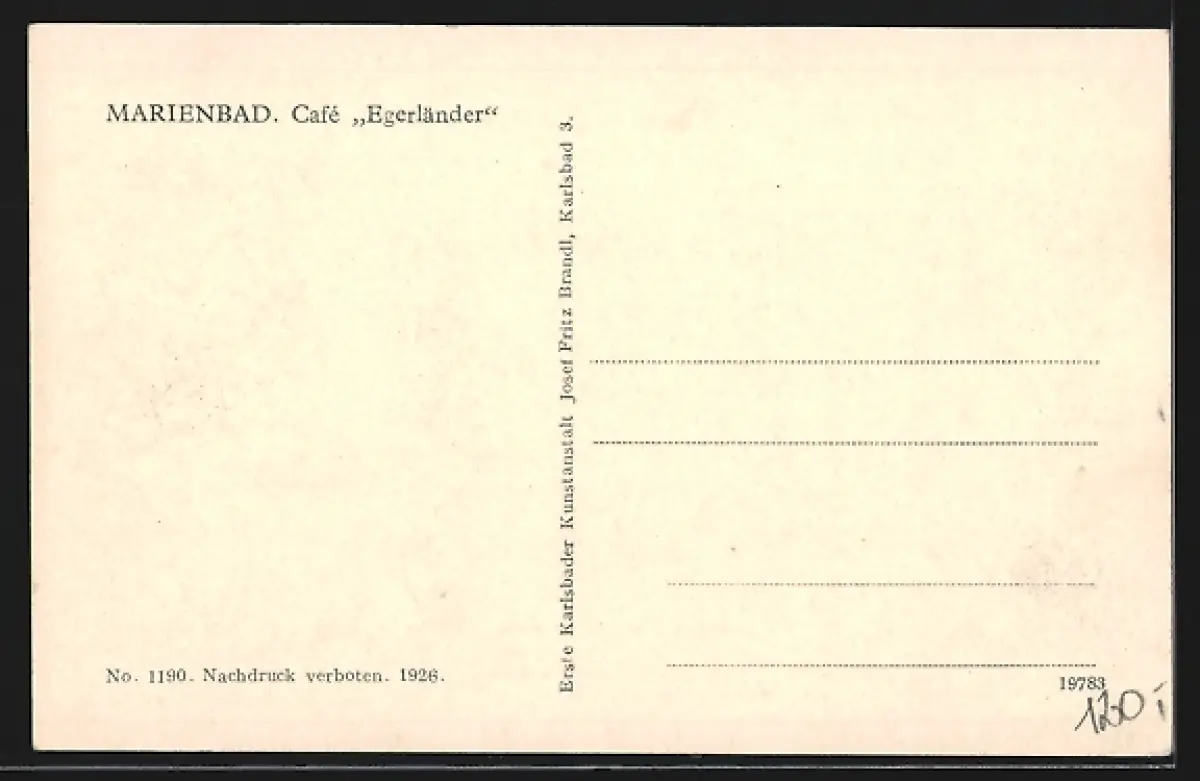 MARIENBAD. Café „Egerländer“
Erste Karlsbader Kunstanstalt Josef Fritz Brandl, Karlsbad 3.
No. 1190. Nachdruck verboten. 1926.
19783